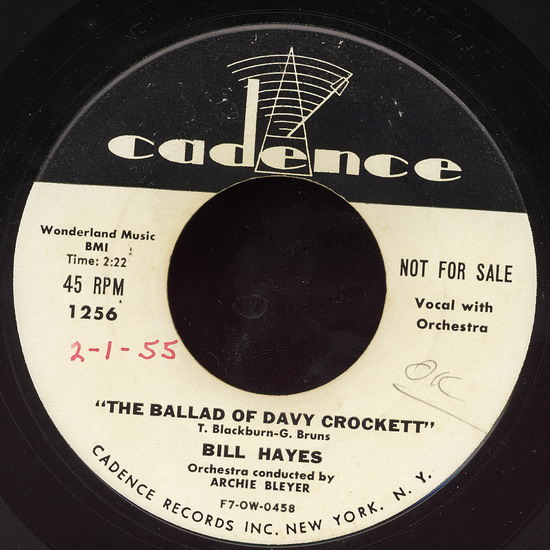 cadence
Wonderland Music
BMI
Time: 2:22
45 RPM
1256
2-1-55
NOT FOR SALE
Vocal with
Orchestra
OK
"THE BALLAD OF DAVY CROCKETT"
T. Blackburn-G. Bruns
BILL HAYES
Orchestra conducted by
ARCHIE BLEYER
F7-OW-0458
CADENCE RECORDS INC. NEW YORK. N. Y.